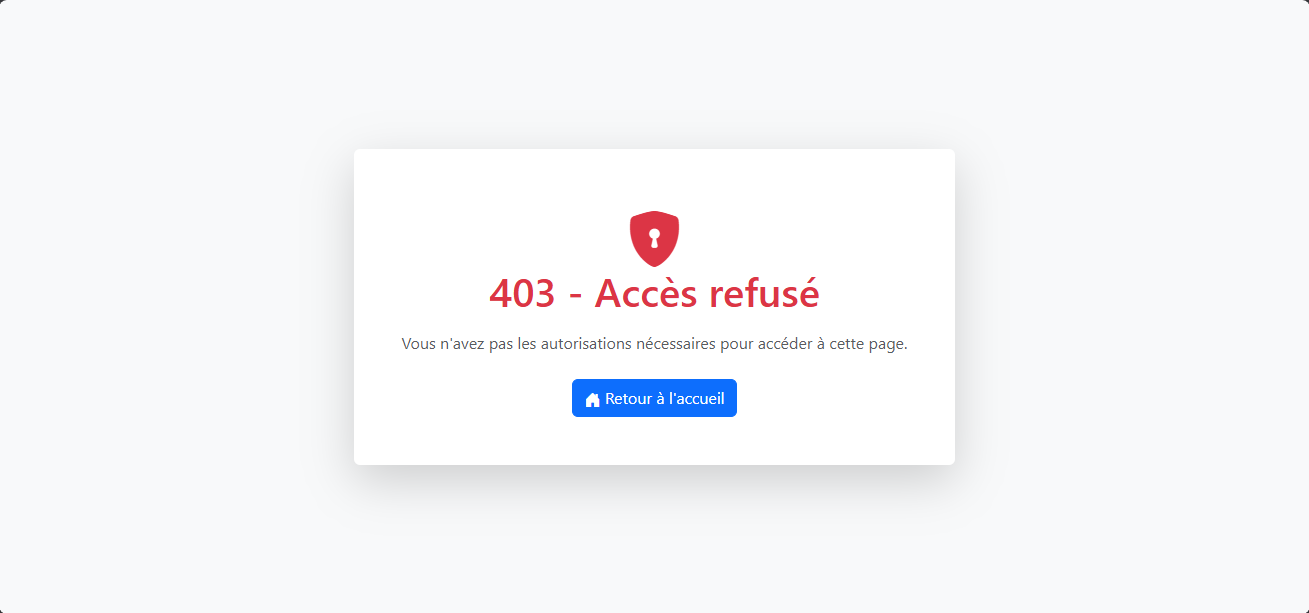 403 - Accès refusé
Vous n'avez pas les autorisations nécessaires pour accéder à cette page.
Retour à l'accueil